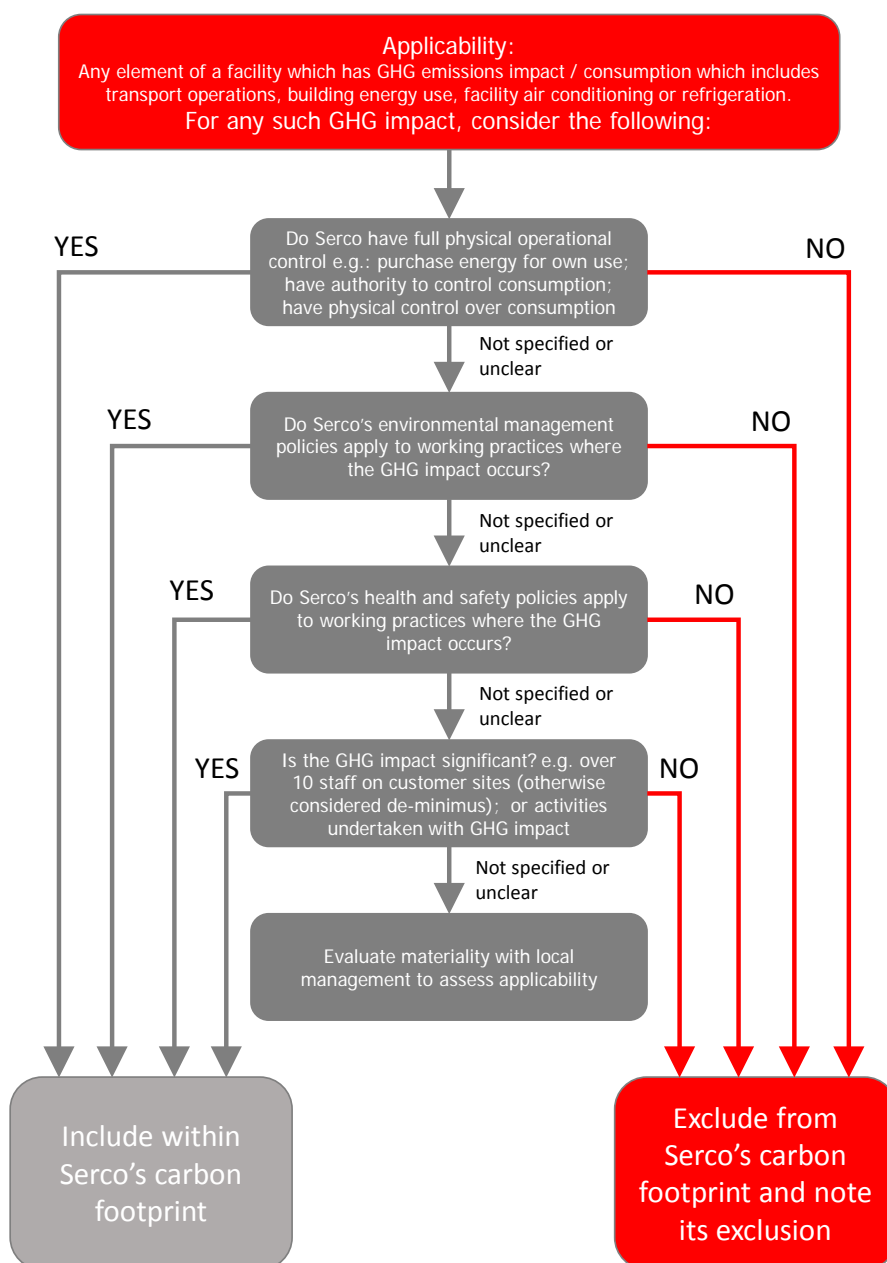 Applicability:
Any element of a facility which has GHG emissions impact / consumption which includes
transport operations, building energy use, facility air conditioning or refrigeration.
For any such GHG impact, consider the following:
YES
Do Serco have full physical operational
control e.g.: purchase energy for own use;
have authority to control consumption;
have physical control over consumption
NO
Not specified or
unclear
YES
Do Serco’s environmental management
policies apply to working practices where
the GHG impact occurs?
NO
Not specified or
unclear
YES
Do Serco’s health and safety policies apply
to working practices where the GHG
impact occurs?
NO
Not specified or
unclear
YES
Is the GHG impact significant? e.g. over
10 staff on customer sites (otherwise
considered de-minimus); or activities
undertaken with GHG impact
NO
Not specified or
unclear
Evaluate materiality with local
management to assess applicability
Include within
Serco’s carbon
footprint
Exclude from
Serco’s carbon
footprint and note
its exclusion